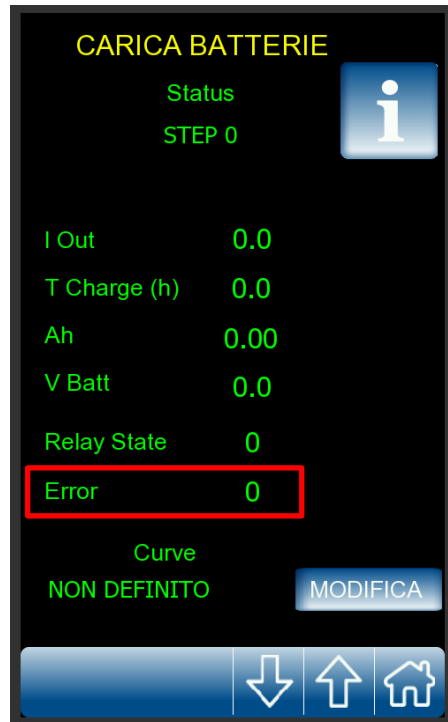 CARICA BATTERIE
Status
STEP 0
i
I Out 0.0
T Charge (h) 0.0
Ah 0.00
V Batt 0.0
Relay State 0
Error 0
Curve
NON DEFINITO MODIFICA